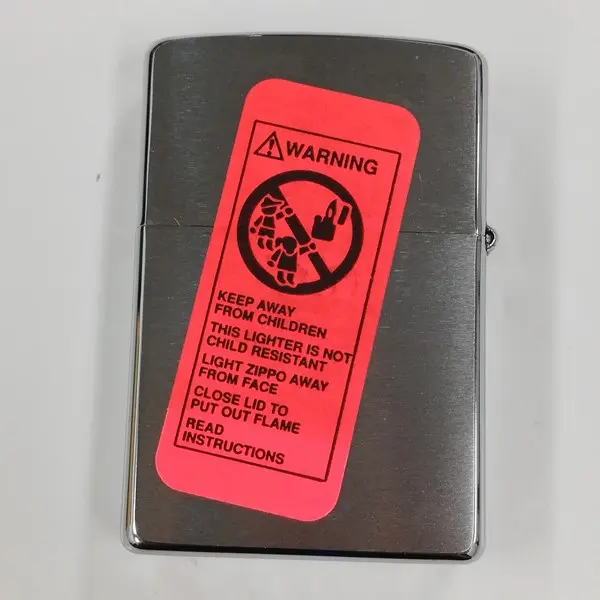 WARNING
KEEP AWAY
FROM CHILDREN
THIS LIGHTER IS NOT
CHILD RESISTANT
LIGHT ZIPPO AWAY
FROM FACE
CLOSE LID TO
PUT OUT FLAME
READ
INSTRUCTIONS